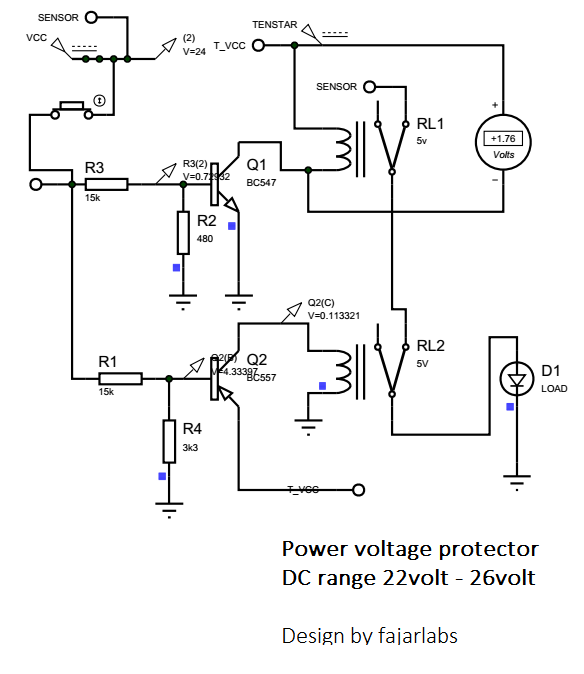 SENSOR
VCC
(2)
V=24
T_VCC
TENSTAR
SENSOR
RL1
5v
+1.76
Volts
R3
15k
R3(2)
V=0.72932
Q1
BC547
R2
480
Q2(C)
V=0.113321
RL2
5V
R1
15k
Q2(B)
V=4.33397
Q2
BC557
D1
LOAD
R4
3k3
T_VCC
Power voltage protector
DC range 22volt - 26volt
Design by fajarlabs